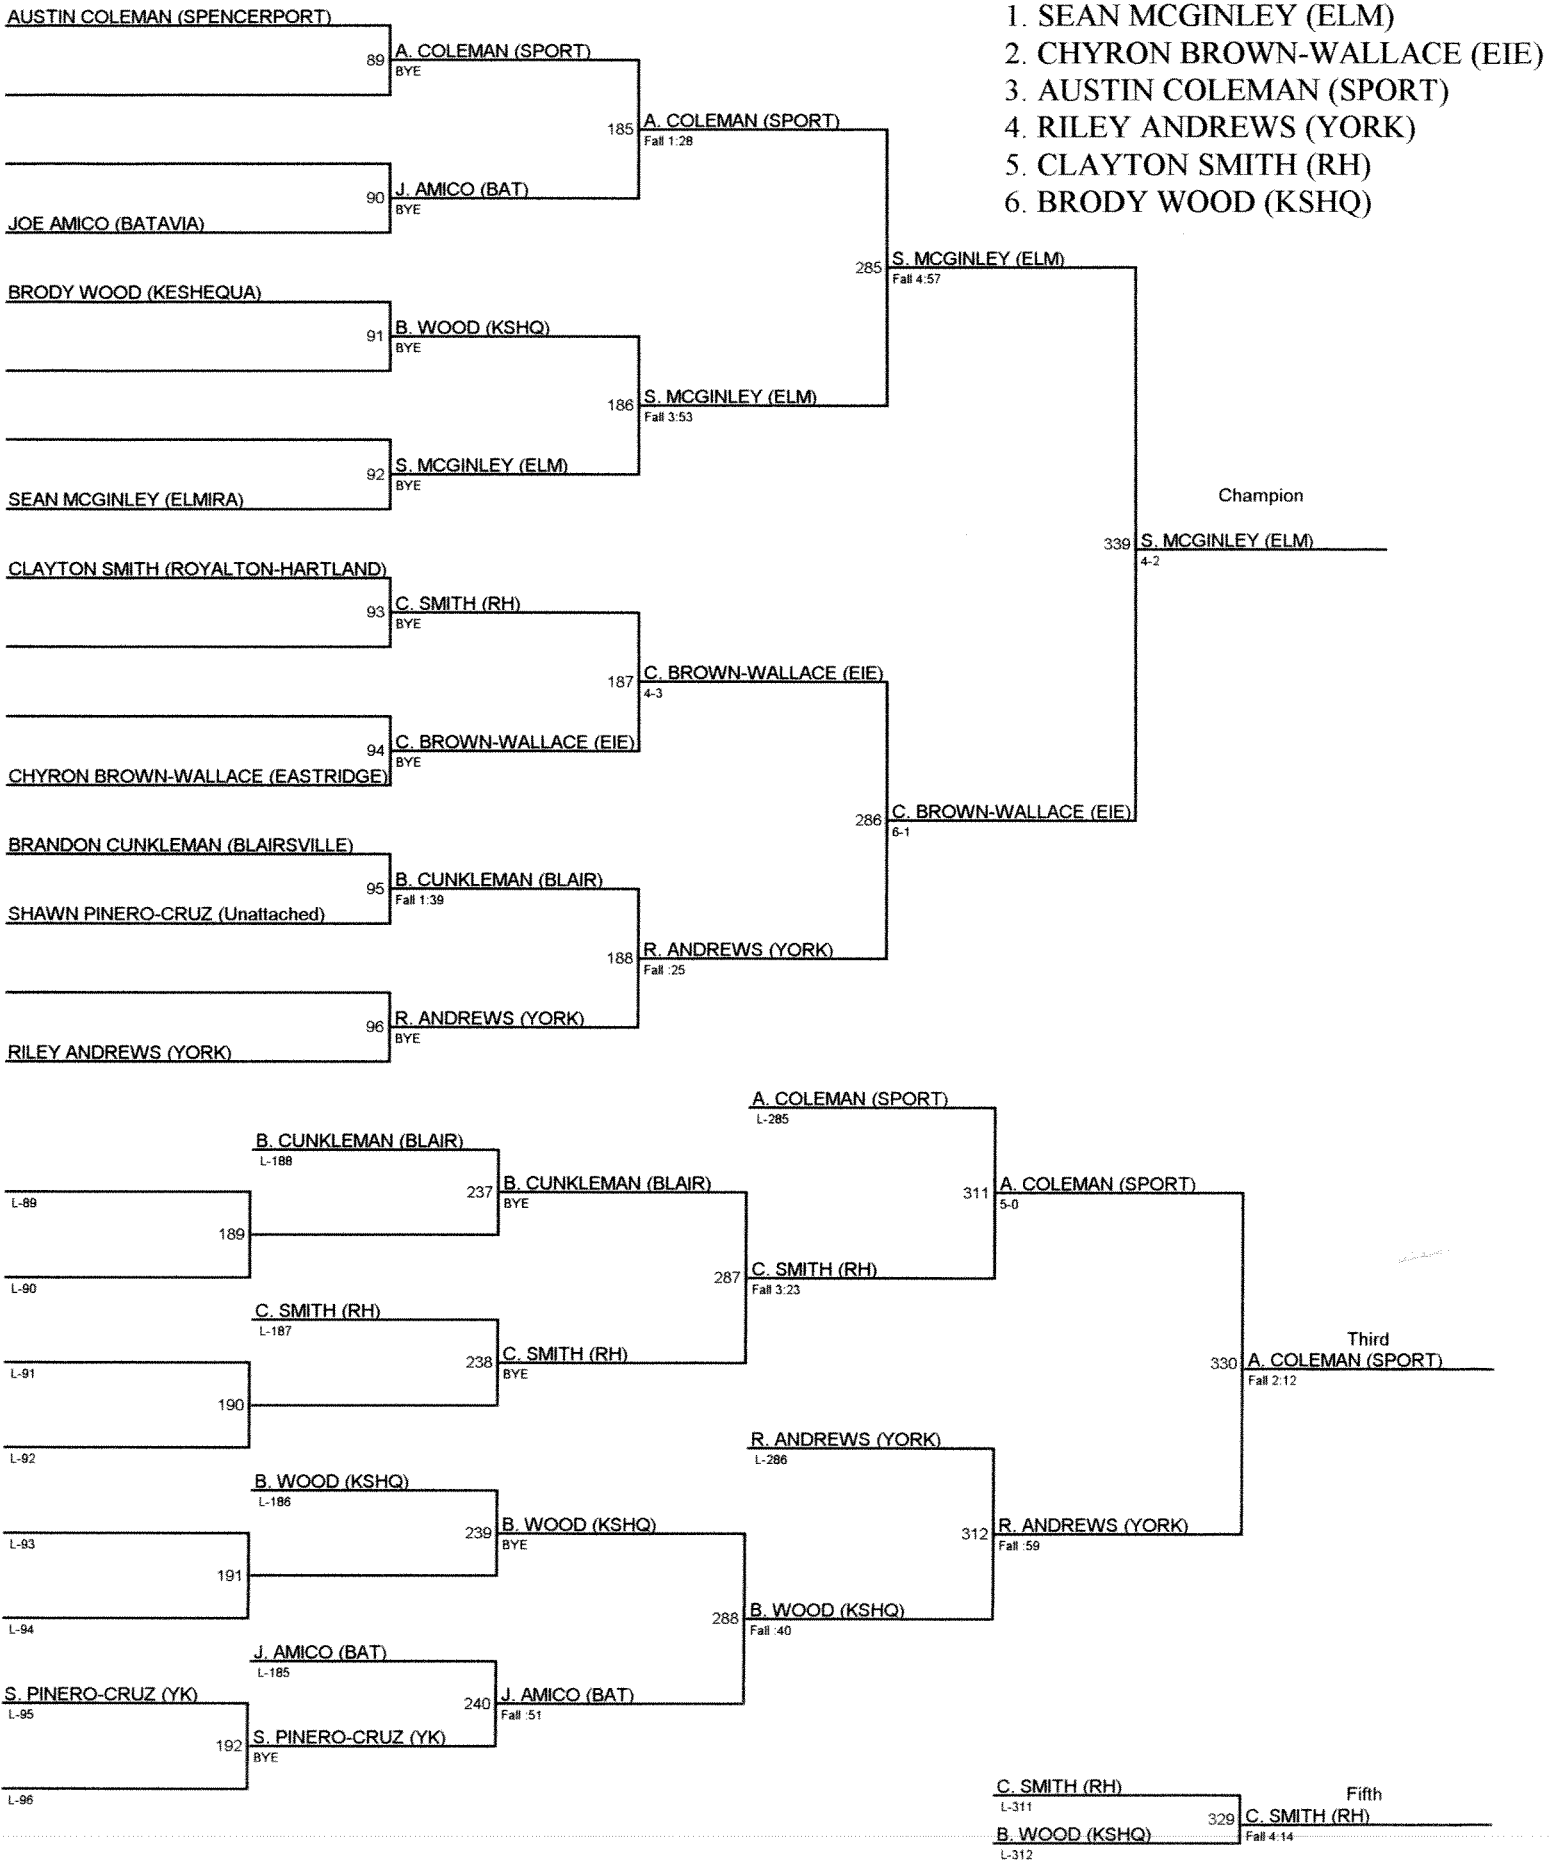 1. SEAN MCGINLEY (ELM)
2. CHYRON BROWN-WALLACE (EIE)
3. AUSTIN COLEMAN (SPORT)
4. RILEY ANDREWS (YORK)
5. CLAYTON SMITH (RH)
6. BRODY WOOD (KSHQ)
AUSTIN COLEMAN (SPENCERPORT)
89
A. COLEMAN (SPORT)
BYE
185
A. COLEMAN (SPORT)
Fall 1:28
90
J. AMICO (BAT)
BYE
JOE AMICO (BATAVIA)
285
S. MCGINLEY (ELM)
Fall 4:57
BRODY WOOD (KESHEQUA)
91
B. WOOD (KSHQ)
BYE
186
S. MCGINLEY (ELM)
Fall 3:53
92
S. MCGINLEY (ELM)
BYE
SEAN MCGINLEY (ELMIRA)
Champion
339
S. MCGINLEY (ELM)
4-2
CLAYTON SMITH (ROYALTON-HARTLAND)
93
C. SMITH (RH)
BYE
187
C. BROWN-WALLACE (EIE)
4-3
94
C. BROWN-WALLACE (EIE)
BYE
CHYRON BROWN-WALLACE (EASTRIDGE)
286
C. BROWN-WALLACE (EIE)
6-1
BRANDON CUNKLEMAN (BLAIRSVILLE)
95
B. CUNKLEMAN (BLAIR)
Fall 1:39
SHAWN PINERO-CRUZ (Unattached)
188
R. ANDREWS (YORK)
Fall :25
96
R. ANDREWS (YORK)
BYE
RILEY ANDREWS (YORK)
A. COLEMAN (SPORT)
L-285
B. CUNKLEMAN (BLAIR)
L-188
237
B. CUNKLEMAN (BLAIR)
BYE
311
A. COLEMAN (SPORT)
5-0
L-89
189
L-90
287
C. SMITH (RH)
Fall 3:23
C. SMITH (RH)
L-187
238
C. SMITH (RH)
BYE
Third
330
A. COLEMAN (SPORT)
Fall 2:12
L-91
190
L-92
R. ANDREWS (YORK)
L-286
B. WOOD (KSHQ)
L-186
239
B. WOOD (KSHQ)
BYE
312
R. ANDREWS (YORK)
Fall :59
L-93
191
L-94
288
B. WOOD (KSHQ)
Fall :40
J. AMICO (BAT)
L-185
240
J. AMICO (BAT)
Fall :51
S. PINERO-CRUZ (YK)
L-95
192
S. PINERO-CRUZ (YK)
BYE
L-96
C. SMITH (RH)
L-311
Fifth
329
C. SMITH (RH)
Fall 4:14
B. WOOD (KSHQ)
L-312